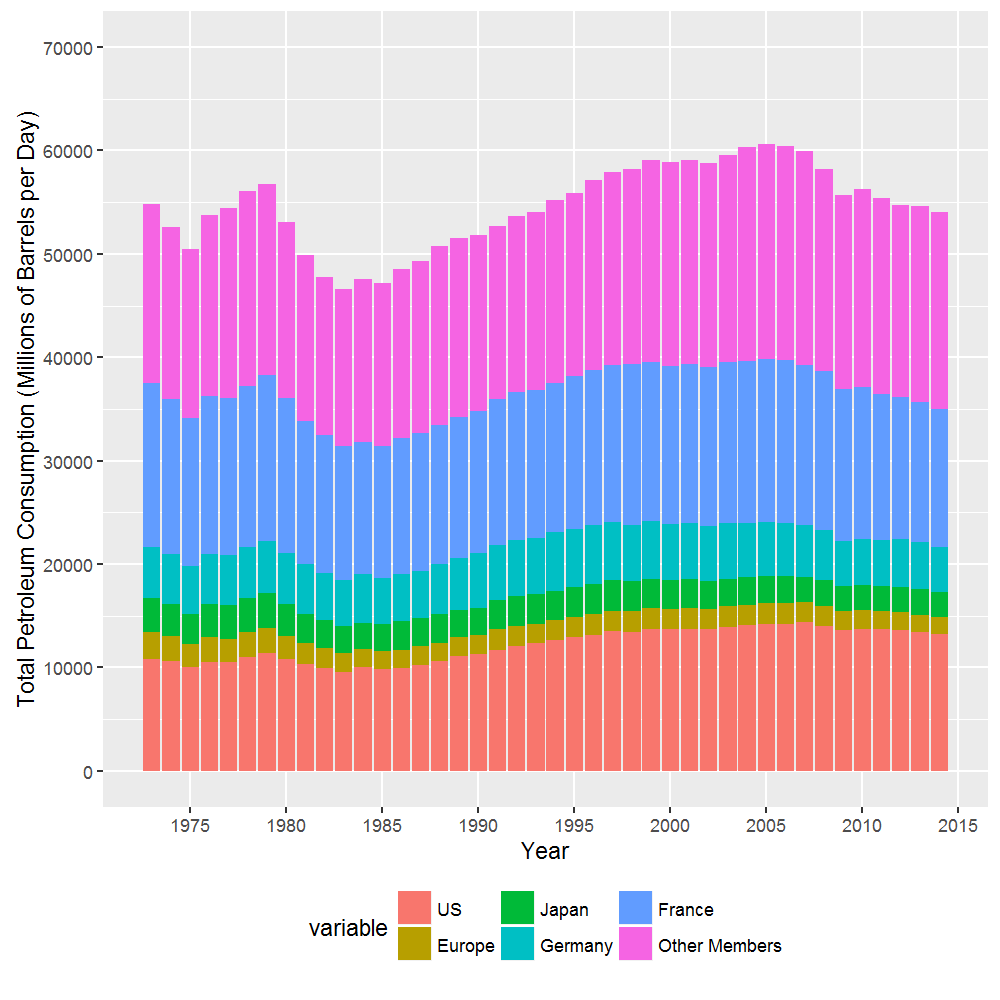 Total Petroleum Consumption (Millions of Barrels per Day)
70000
60000
50000
40000
30000
20000
10000
0
1975 1980 1985 1990 1995 2000 2005 2010 2015
Year
variable
US Japan France
Europe Germany Other Members